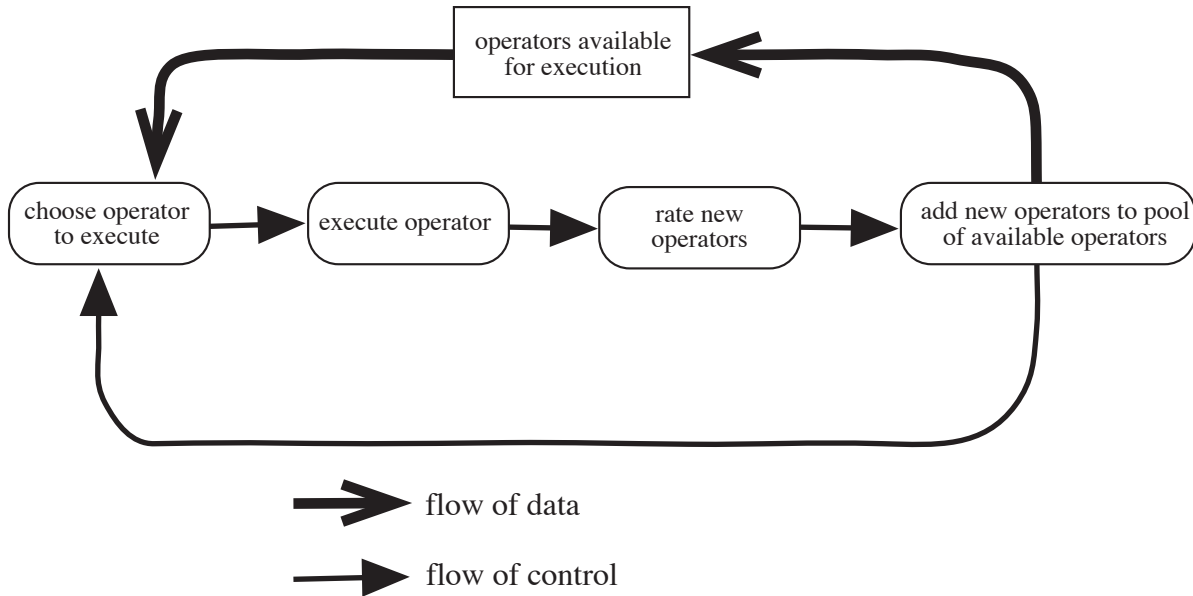 operators available
for execution
choose operator
to execute
execute operator
rate new
operators
add new operators to pool
of available operators
flow of data
flow of control